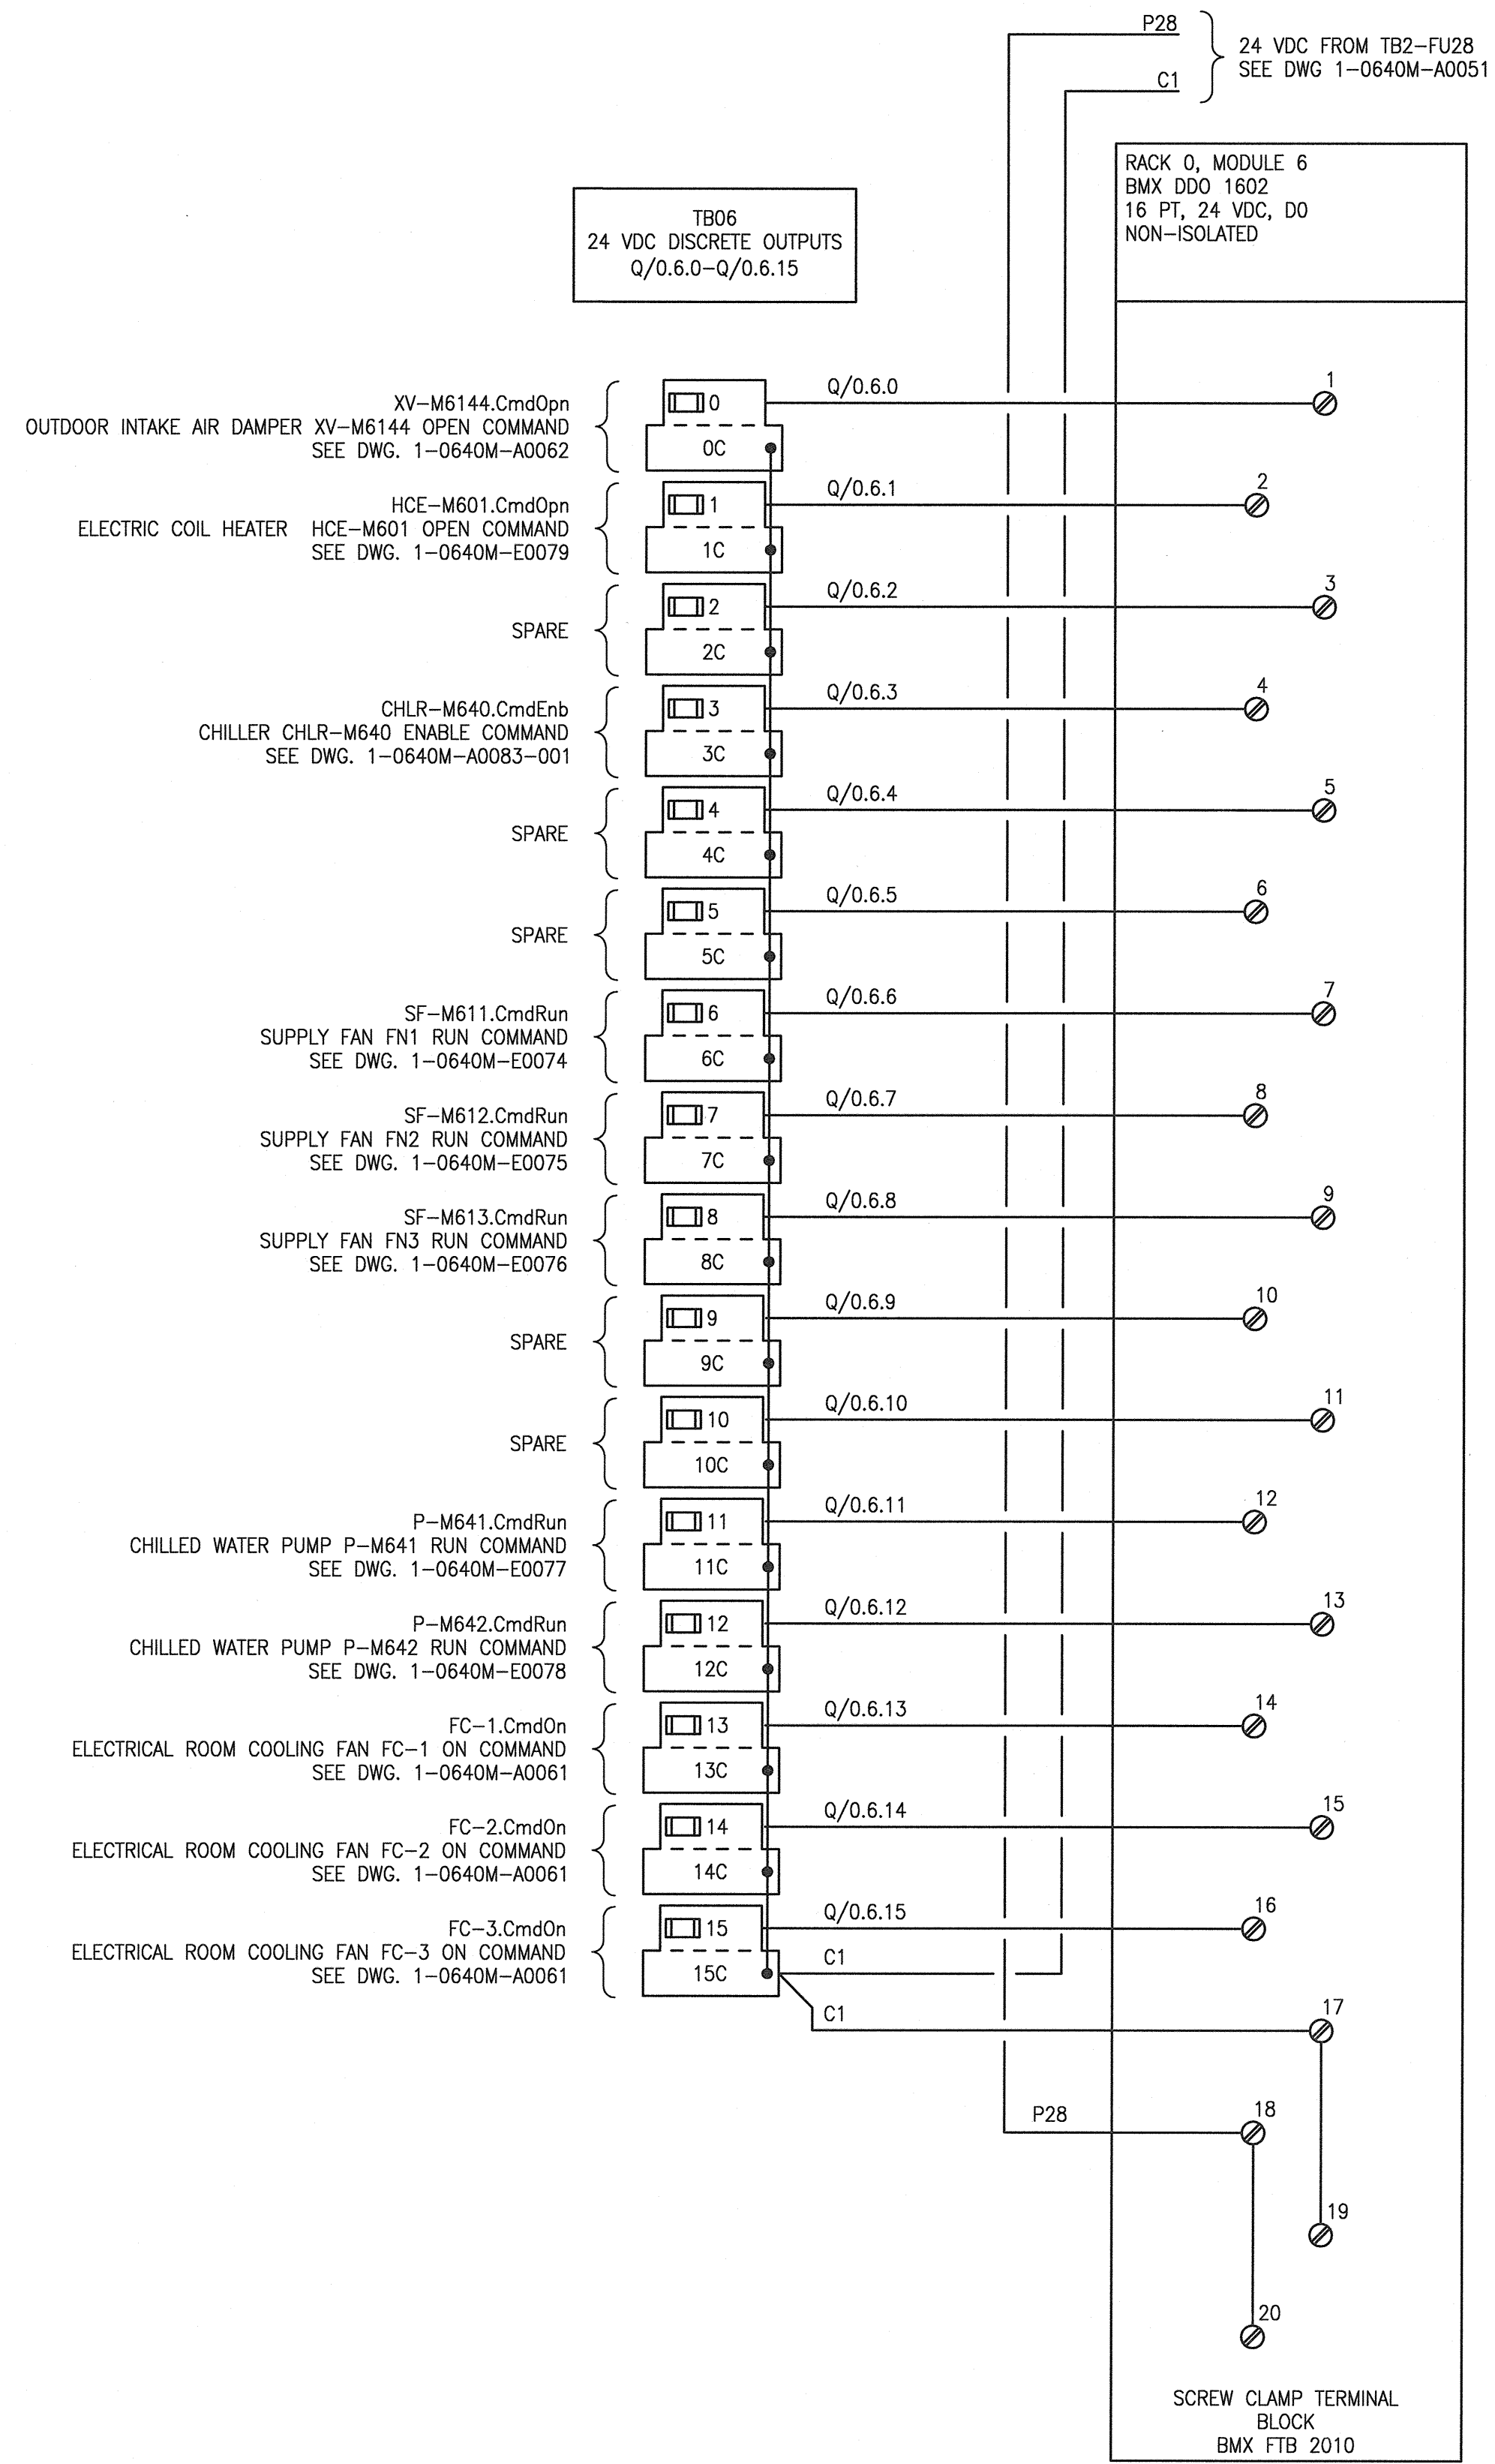 P28
C1
24 VDC FROM TB2-FU28
SEE DWG 1-0640M-A0051
RACK 0, MODULE 6
BMX DDO 1602
16 PT, 24 VDC, DO
NON-ISOLATED
TB06
24 VDC DISCRETE OUTPUTS
Q/0.6.0-Q/0.6.15
XV-M6144.CmdOpn
OUTDOOR INTAKE AIR DAMPER XV-M6144 OPEN COMMAND
SEE DWG. 1-0640M-A0062
0
0C
Q/0.6.0
1
HCE-M601.CmdOpn
ELECTRIC COIL HEATER HCE-M601 OPEN COMMAND
SEE DWG. 1-0640M-E0079
1
1C
Q/0.6.1
2
SPARE
2
2C
Q/0.6.2
3
CHLR-M640.CmdEnb
CHILLER CHLR-M640 ENABLE COMMAND
SEE DWG. 1-0640M-A0083-001
3
3C
Q/0.6.3
4
SPARE
4
4C
Q/0.6.4
5
SPARE
5
5C
Q/0.6.5
6
SF-M611.CmdRun
SUPPLY FAN FN1 RUN COMMAND
SEE DWG. 1-0640M-E0074
6
6C
Q/0.6.6
7
SF-M612.CmdRun
SUPPLY FAN FN2 RUN COMMAND
SEE DWG. 1-0640M-E0075
7
7C
Q/0.6.7
8
SF-M613.CmdRun
SUPPLY FAN FN3 RUN COMMAND
SEE DWG. 1-0640M-E0076
8
8C
Q/0.6.8
9
SPARE
9
9C
Q/0.6.9
10
SPARE
10
10C
Q/0.6.10
11
P-M641.CmdRun
CHILLED WATER PUMP P-M641 RUN COMMAND
SEE DWG. 1-0640M-E0077
11
11C
Q/0.6.11
12
P-M642.CmdRun
CHILLED WATER PUMP P-M642 RUN COMMAND
SEE DWG. 1-0640M-E0078
12
12C
Q/0.6.12
13
FC-1.CmdOn
ELECTRICAL ROOM COOLING FAN FC-1 ON COMMAND
SEE DWG. 1-0640M-A0061
13
13C
Q/0.6.13
14
FC-2.CmdOn
ELECTRICAL ROOM COOLING FAN FC-2 ON COMMAND
SEE DWG. 1-0640M-A0061
14
14C
Q/0.6.14
15
FC-3.CmdOn
ELECTRICAL ROOM COOLING FAN FC-3 ON COMMAND
SEE DWG. 1-0640M-A0061
15
15C
Q/0.6.15
16
C1
C1
17
P28
18
19
20
SCREW CLAMP TERMINAL
BLOCK
BMX FTB 2010